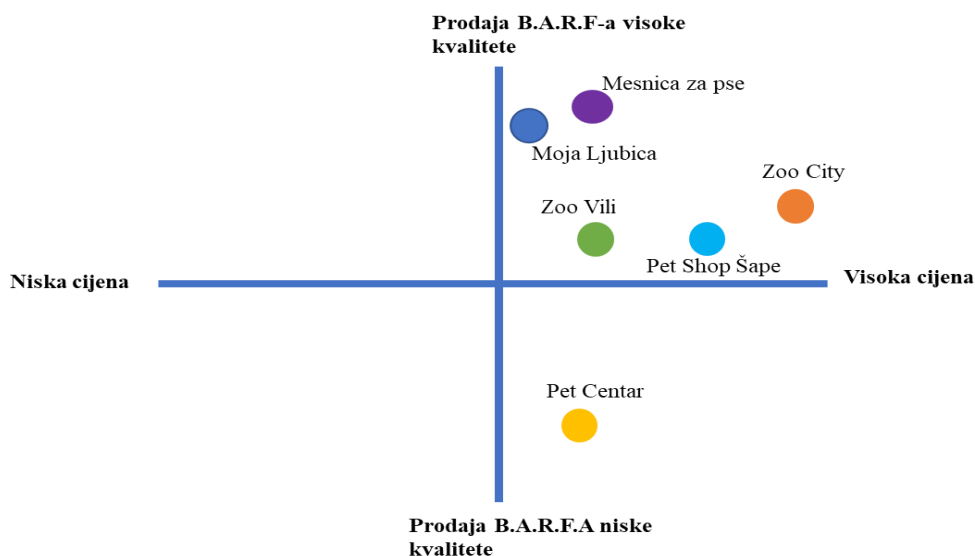 Prodaja B.A.R.F-a visoke
kvalitete
Mesnica za pse
Moja Ljubica
Zoo City
Zoo Vili
Pet Shop Šape
Niska cijena
Visoka cijena
Pet Centar
Prodaja B.A.R.F.A niske
kvalitete